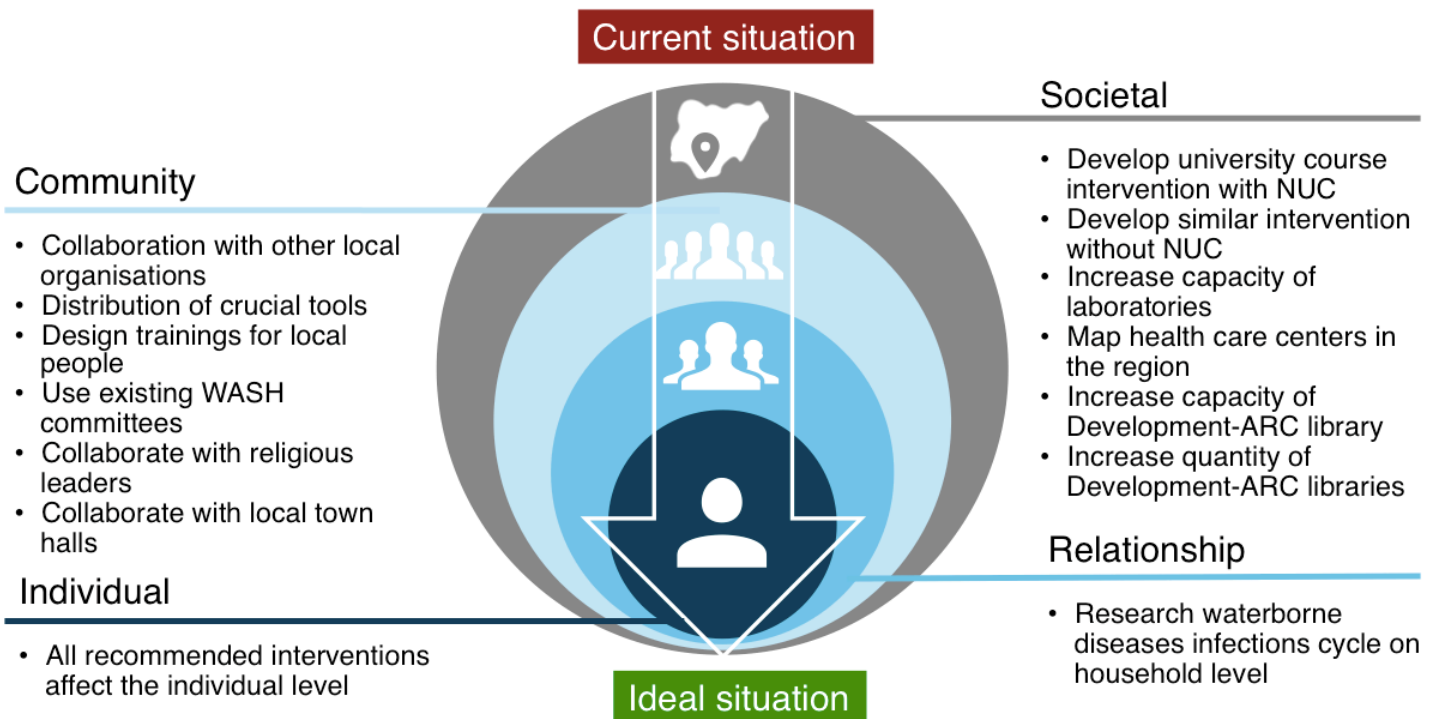 Current situation
Community
• Collaboration with other local
organisations
• Distribution of crucial tools
• Design trainings for local
people
• Use existing WASH
committees
• Collaborate with religious
leaders
• Collaborate with local town
halls
Individual
• All recommended interventions
affect the individual level
Societal
• Develop university course
intervention with NUC
• Develop similar intervention
without NUC
• Increase capacity of
laboratories
• Map health care centers in
the region
• Increase capacity of
Development-ARC library
• Increase quantity of
Development-ARC libraries
Relationship
• Research waterborne
diseases infections cycle on
household level
Ideal situation